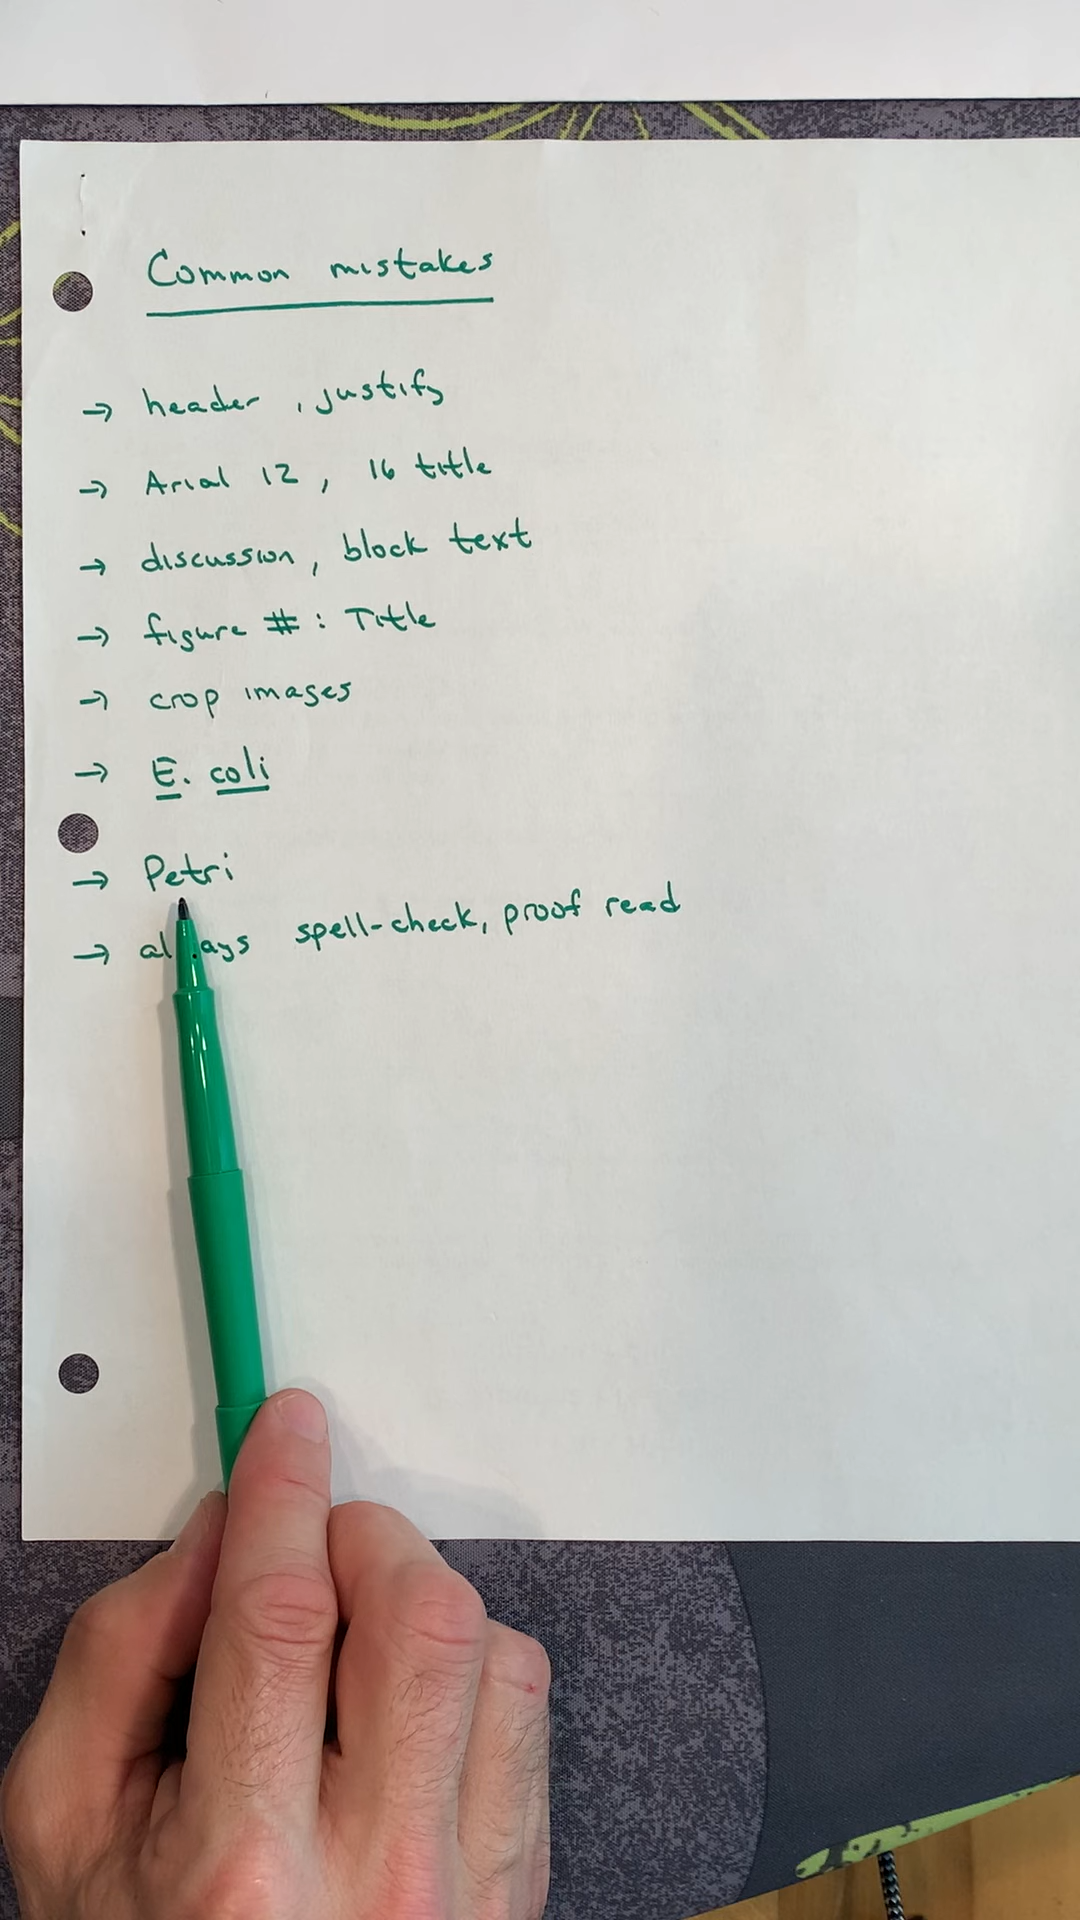 Common mistakes
→ header, justify
→ Arial 12, 16 title
→ discussion, block text
→ figure #: Title
→ crop images
→ E. coli
→ Petri
→ spell-check, proof read